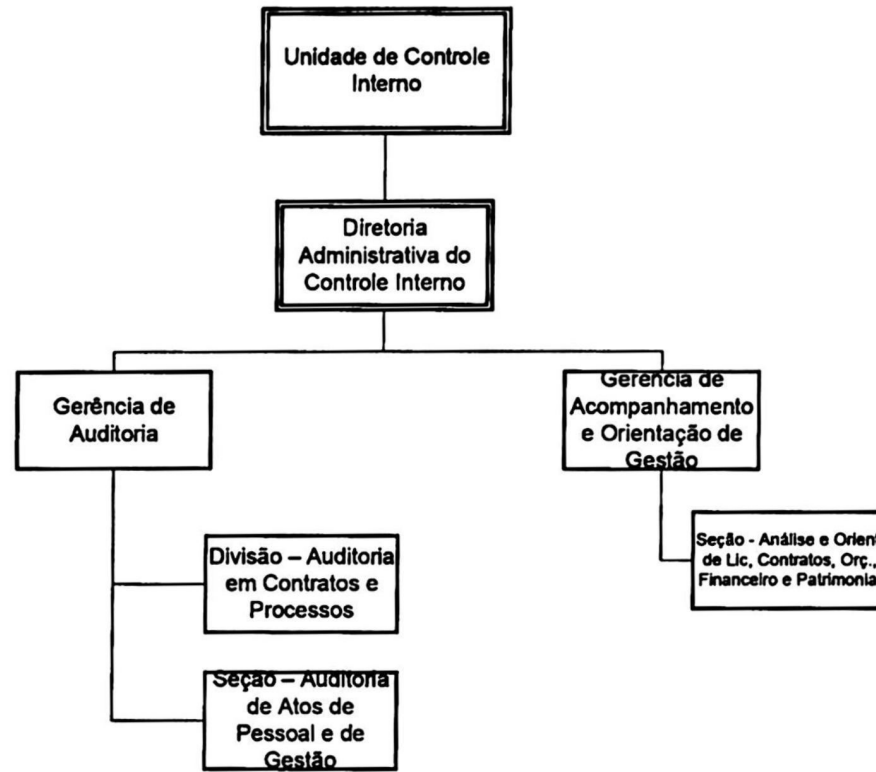 Unidade de Controle
Interno
Diretoria
Administrativa do
Controle Interno
Gerência de
Auditoria
Gerência de
Acompanhamento
e Orientação de
Gestão
Divisão – Auditoria
em Contratos e
Processos
Seção – Auditoria
de Atos de
Pessoal e de
Gestão
Seção - Análise e Orient
de Lic, Contratos, Orç.,
Financeiro e Patrimonia